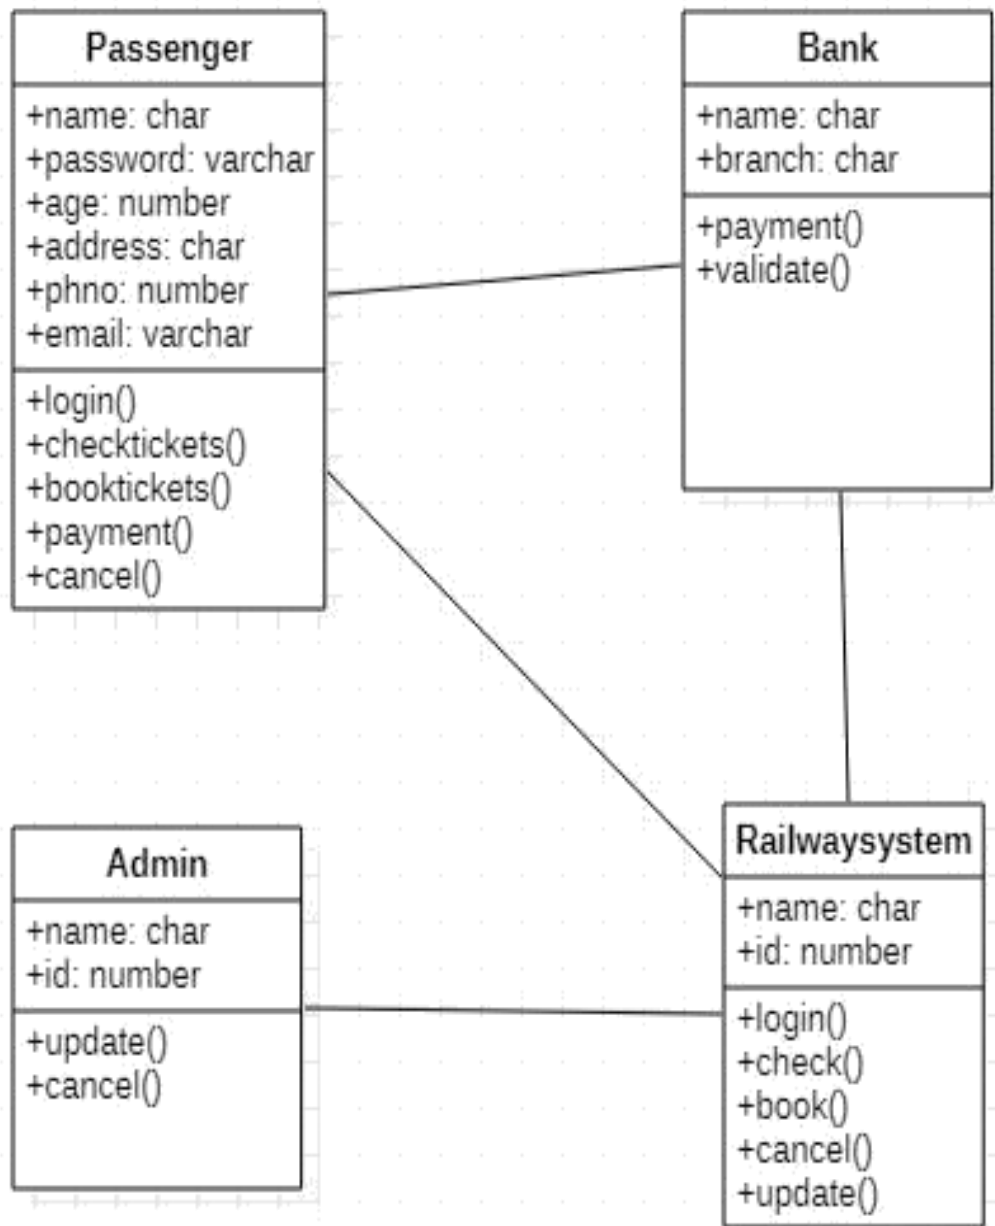 Passenger
+name: char
+password: varchar
+age: number
+address: char
+phno: number
+email: varchar
+login()
+checktickets()
+booktickets()
+payment()
+cancel()
Bank
+name: char
+branch: char
+payment()
+validate()
Admin
+name: char
+id: number
+update()
+cancel()
Railwaysystem
+name: char
+id: number
+login()
+check()
+book()
+cancel()
+update()